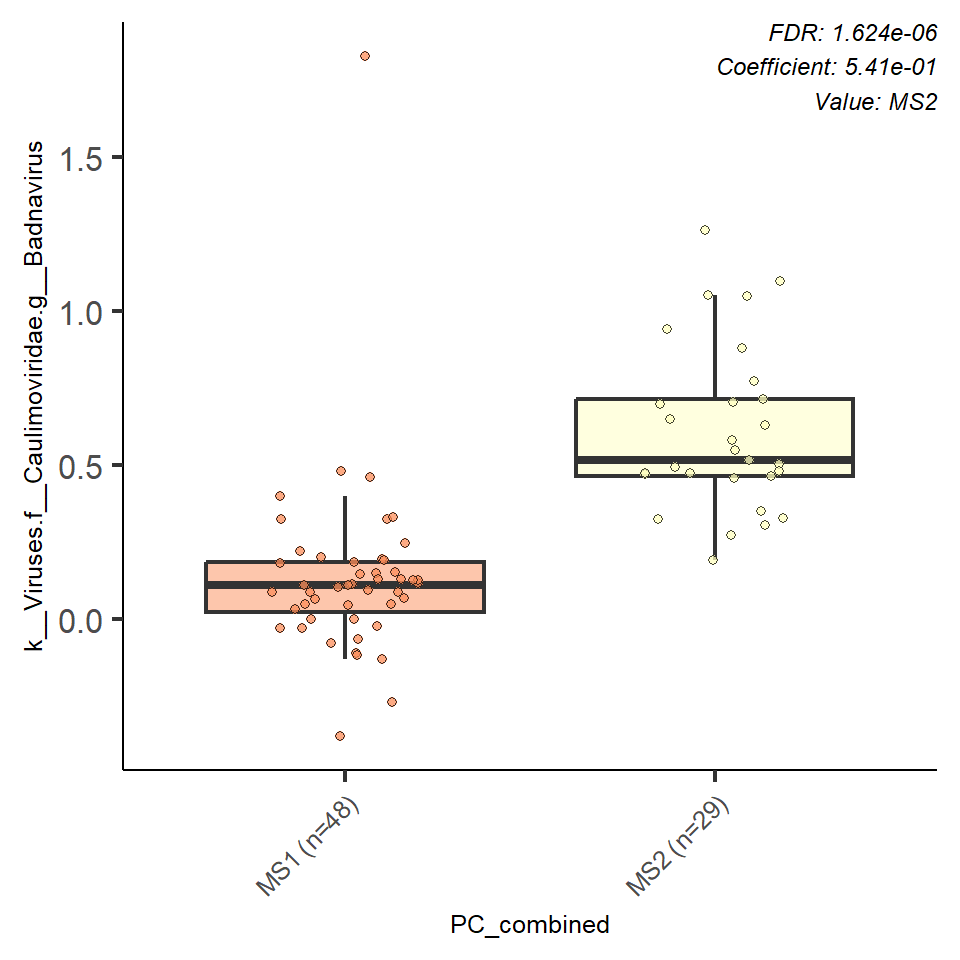 FDR: 1.624e-06
Coefficient: 5.41e-01
Value: MS2
k__Viruses.f__Caulimoviridae.g__Badnavirus
1.5
1.0
0.5
0.0
MS1 (n=48)
MS2 (n=29)
PC_combined